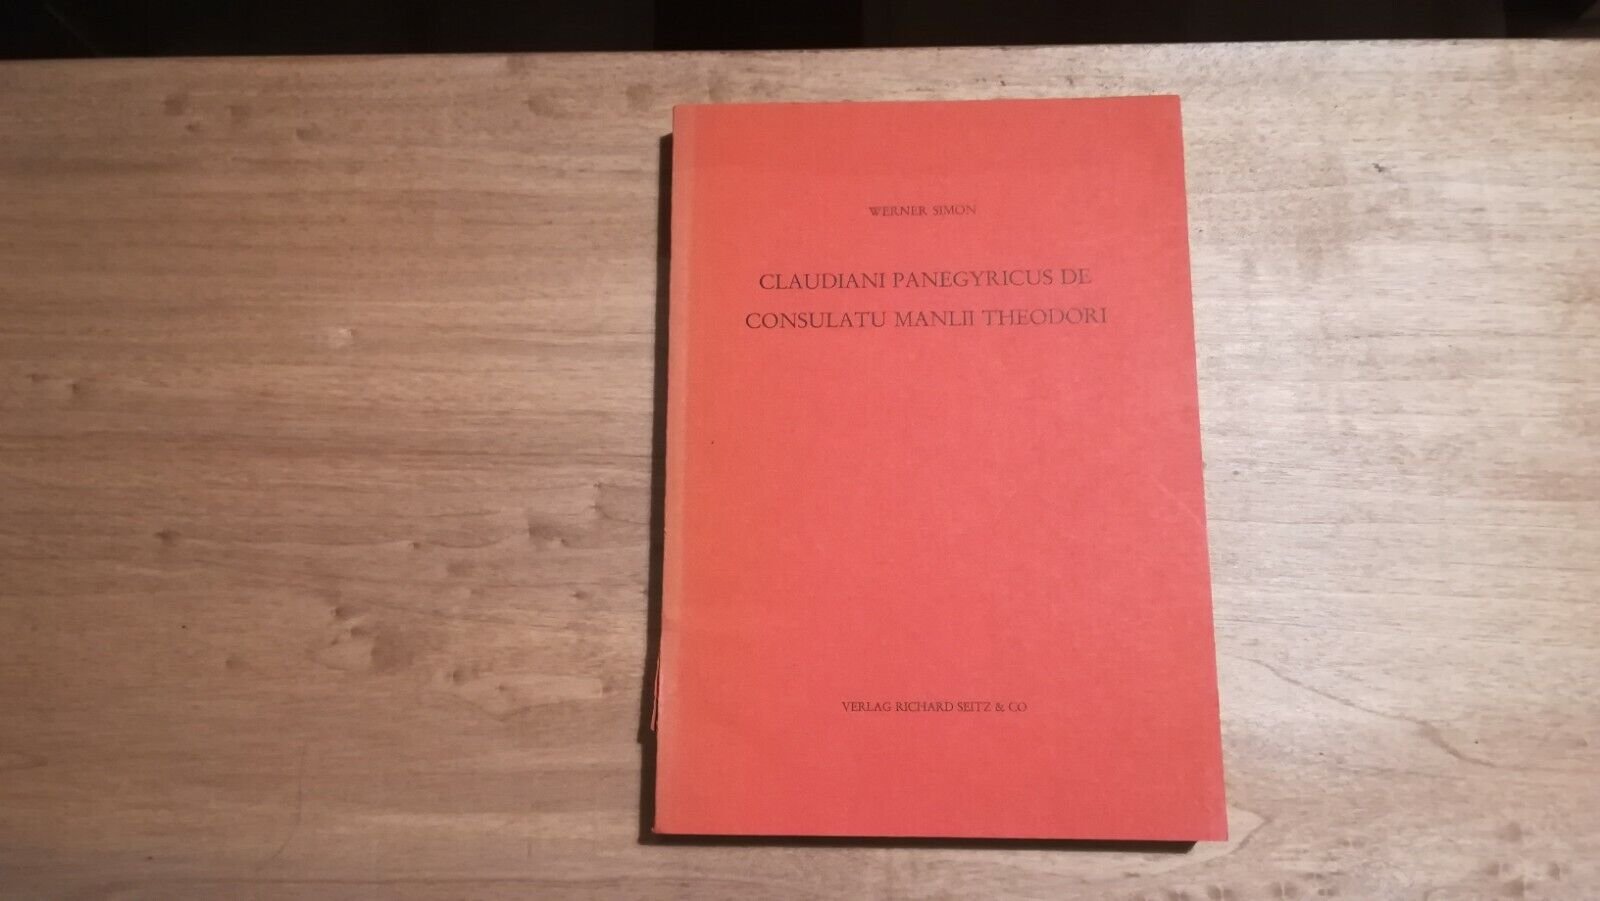 WERNER SIMON
CLAUDIANI PANEGYRICUS DE
CONSULATU MANLII THEODORI
VERLAG RICHARD SEITZ & CO